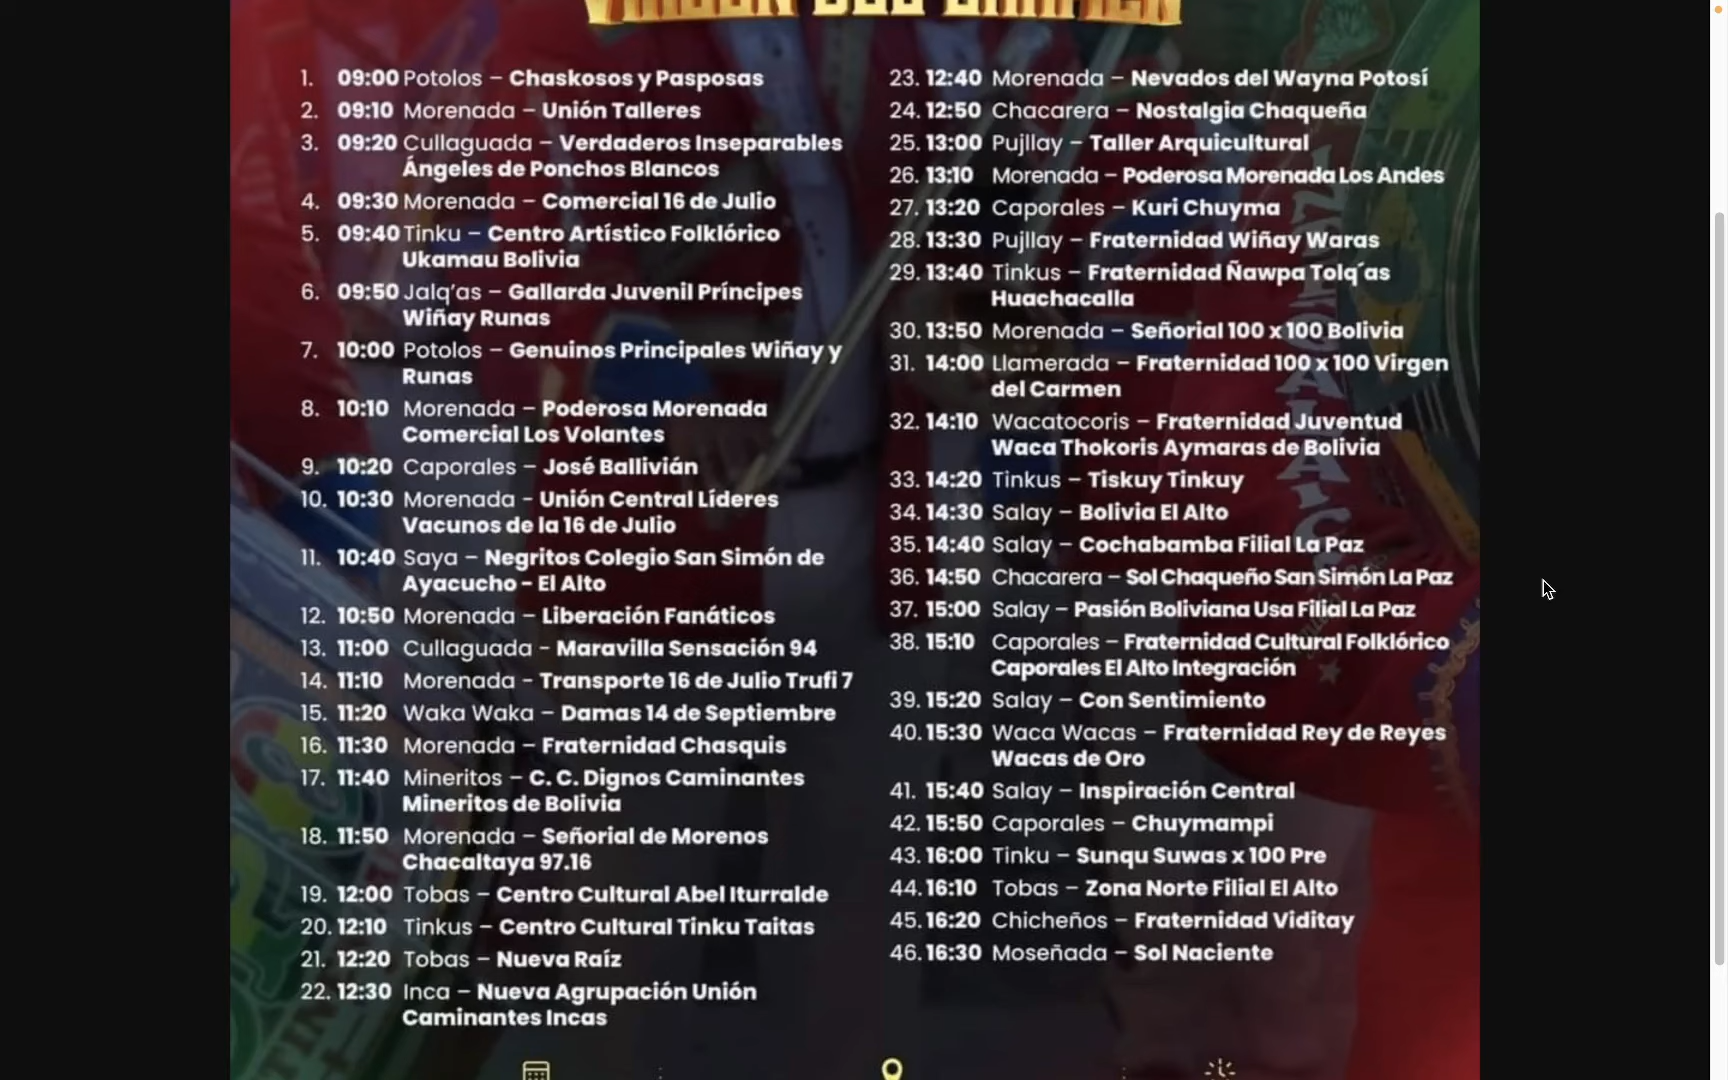 VIRGEN DEL CARMEN
1. 09:00 Potolos – Chaskosos y Pasposas
2. 09:10 Morenada – Unión Talleres
3. 09:20 Cullaguada – Verdaderos Inseparables
Ángeles de Ponchos Blancos
4. 09:30 Morenada – Comercial 16 de Julio
5. 09:40 Tinku – Centro Artístico Folklórico
Ukamau Bolivia
6. 09:50 Jalq’as – Gallarda Juvenil Príncipes
Wiñay Runas
7. 10:00 Potolos – Genuinos Principales Wiñay y
Runas
8. 10:10 Morenada – Poderosa Morenada
Comercial Los Volantes
9. 10:20 Caporales – José Ballivián
10. 10:30 Morenada - Unión Central Líderes
Vacunos de la 16 de Julio
11. 10:40 Saya – Negritos Colegio San Simón de
Ayacucho - El Alto
12. 10:50 Morenada – Liberación Fanáticos
13. 11:00 Cullaguada - Maravilla Sensación 94
14. 11:10 Morenada - Transporte 16 de Julio Trufi 7
15. 11:20 Waka Waka – Damas 14 de Septiembre
16. 11:30 Morenada – Fraternidad Chasquis
17. 11:40 Mineritos – C. C. Dignos Caminantes
Mineritos de Bolivia
18. 11:50 Morenada – Señorial de Morenos
Chacaltaya 97.16
19. 12:00 Tobas – Centro Cultural Abel Iturralde
20. 12:10 Tinkus – Centro Cultural Tinku Taitas
21. 12:20 Tobas – Nueva Raíz
22. 12:30 Inca – Nueva Agrupación Unión
Caminantes Incas
23. 12:40 Morenada – Nevados del Wayna Potosí
24. 12:50 Chacarera – Nostalgia Chaqueña
25. 13:00 Pujllay – Taller Arquicultural
26. 13:10 Morenada – Poderosa Morenada Los Andes
27. 13:20 Caporales – Kuri Chuyma
28. 13:30 Pujllay – Fraternidad Wiñay Waras
29. 13:40 Tinkus – Fraternidad Ñawpa Tolq´as
Huachacalla
30. 13:50 Morenada – Señorial 100 x 100 Bolivia
31. 14:00 Llamerada – Fraternidad 100 x 100 Virgen
del Carmen
32. 14:10 Wacatocoris – Fraternidad Juventud
Waca Thokoris Aymaras de Bolivia
33. 14:20 Tinkus – Tiskuy Tinkuy
34. 14:30 Salay – Bolivia El Alto
35. 14:40 Salay – Cochabamba Filial La Paz
36. 14:50 Chacarera – Sol Chaqueño San Simón La Paz
37. 15:00 Salay – Pasión Boliviana Usa Filial La Paz
38. 15:10 Caporales – Fraternidad Cultural Folklórico
Caporales El Alto Integración
39. 15:20 Salay – Con Sentimiento
40. 15:30 Waca Wacas – Fraternidad Rey de Reyes
Wacas de Oro
41. 15:40 Salay – Inspiración Central
42. 15:50 Caporales – Chuymampi
43. 16:00 Tinku – Sunqu Suwas x 100 Pre
44. 16:10 Tobas – Zona Norte Filial El Alto
45. 16:20 Chicheños – Fraternidad Viditay
46. 16:30 Moseñada – Sol Naciente